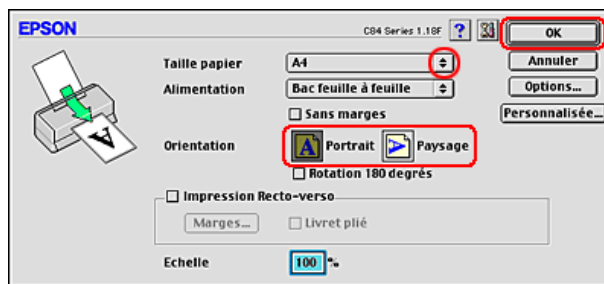 EPSON
C84 Series 1.18F
OK
Taille papier A4
Annuler
Alimentation Bac feuille à feuille
Options...
Sans marges
Personnalisée...
Orientation A Portrait A Paysage
Rotation 180 degrés
Impression Recto-verso
Marges... Livret plié
Echelle 100 %